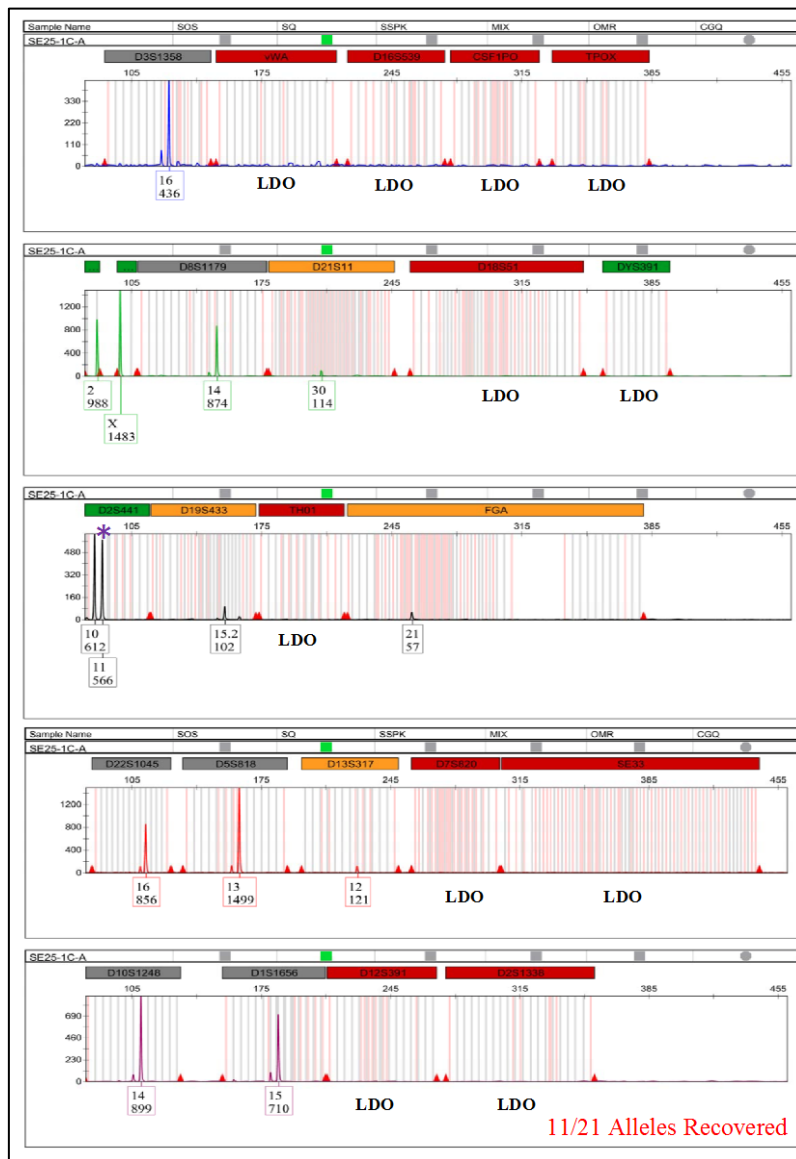 Sample Name SOS SQ SSPK MIX OMR CGQ
SE25-1C-A
D3S1358 vWA D16S539 CSF1PO TPOX
105 175 245 315 385 455
330
220
110
0
16
436
LDO LDO LDO LDO
SE25-1C-A
... ... D8S1179 D21S11 D18S51 DYS391
105 175 245 315 385 455
1200
800
400
0
2
988
X
1483
14
874
30
114
LDO LDO
SE25-1C-A
D2S441 D19S433 TH01 FGA
* 105 175 245 315 385 455
480
320
160
0
10
612
11
566
15.2
102
LDO
21
57
Sample Name SOS SQ SSPK MIX OMR CGQ
SE25-1C-A
D22S1045 D5S818 D13S317 D7S820 SE33
105 175 245 315 385 455
1200
800
400
0
16
856
13
1499
12
121
LDO LDO
SE25-1C-A
D10S1248 D1S1656 D12S391 D2S1338
105 175 245 315 385 455
690
460
230
0
14
899
15
710
LDO LDO
11/21 Alleles Recovered